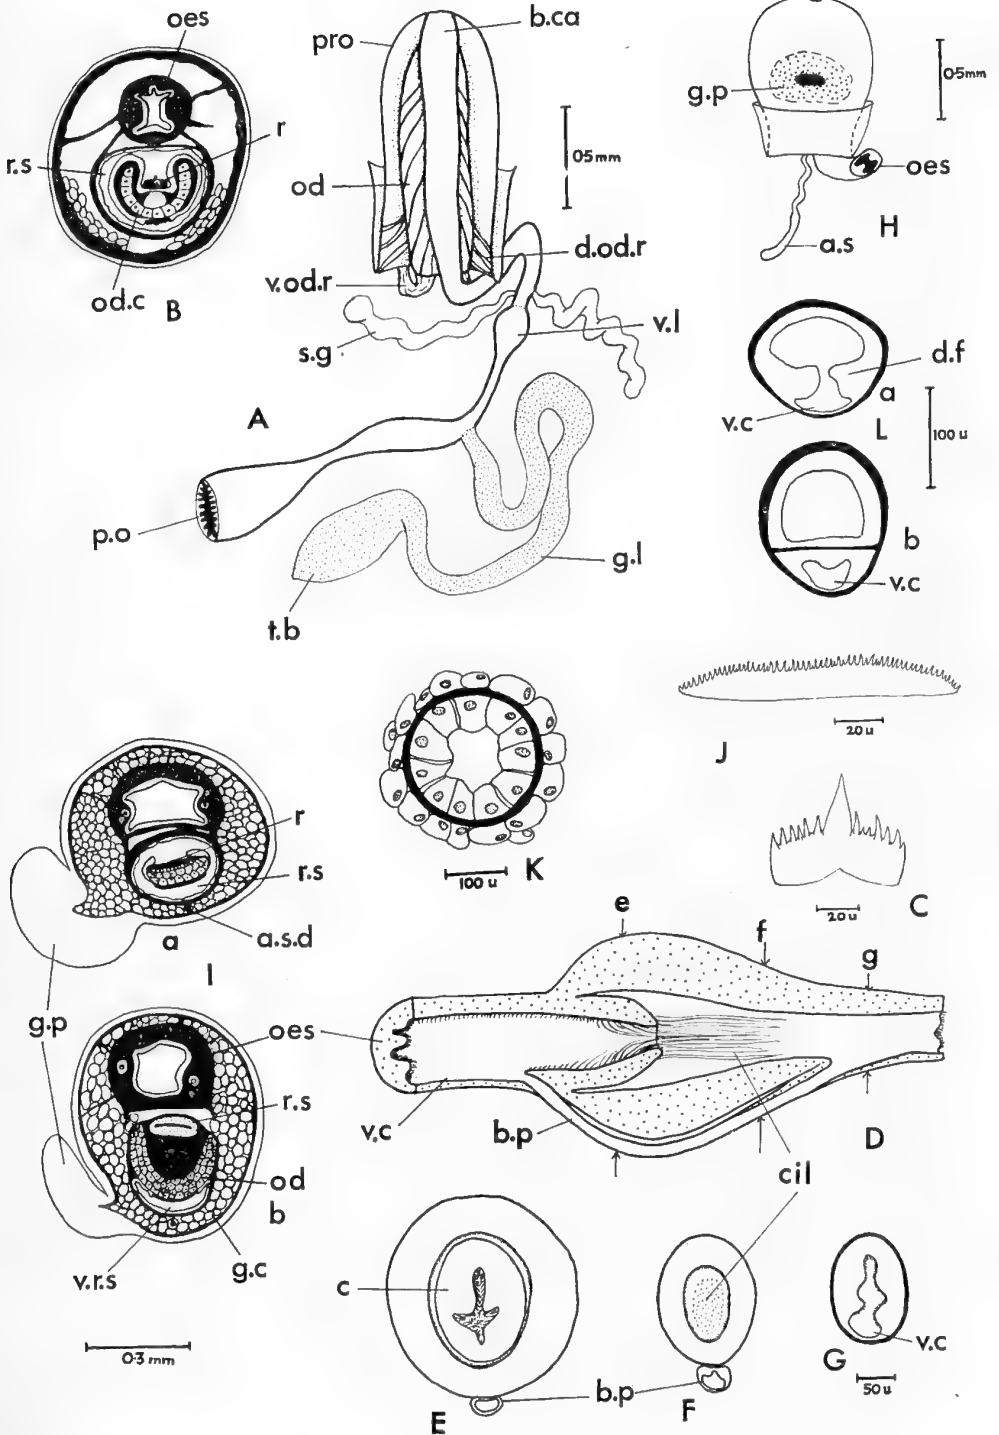 oes
b.ca
pro
g.p
0·5mm
r
r.s
od
0·5mm
oes
H
a.s
od.c
B
v.od.r
d.od.r
s.g
v.l
d.f
a
v.c
L
100 u
A
p.o
b
v.c
g.l
t.b
20 u
J
K
100 u
20 u
C
r
r.s
a
a.s.d
I
e
f
g
g.p
oes
r.s
v.c
b.p
D
od
cil
b
v.r.s
g.c
c
0·3 mm
v.c
G
b.p
50 u
E
F